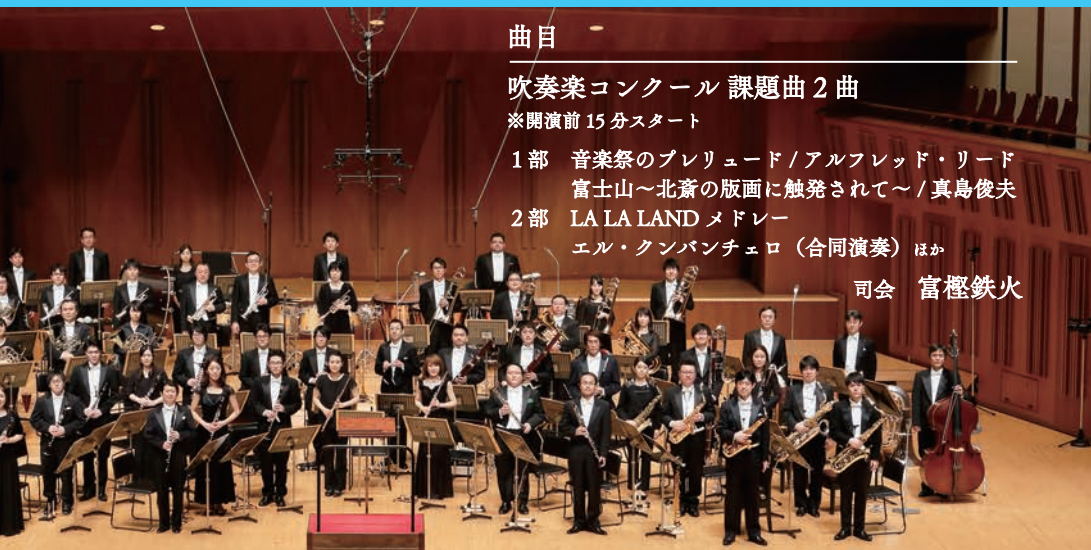 曲目
吹奏楽コンクール 課題曲2曲
※開演前15分スタート
1部 音楽祭のプレリュード / アルフレッド・リード
富士山〜北斎の版画に触発されて〜 / 真島俊夫
2部 LA LA LAND メドレー
エル・クンバンチェロ（合同演奏）ほか
司会 富樫鉄火